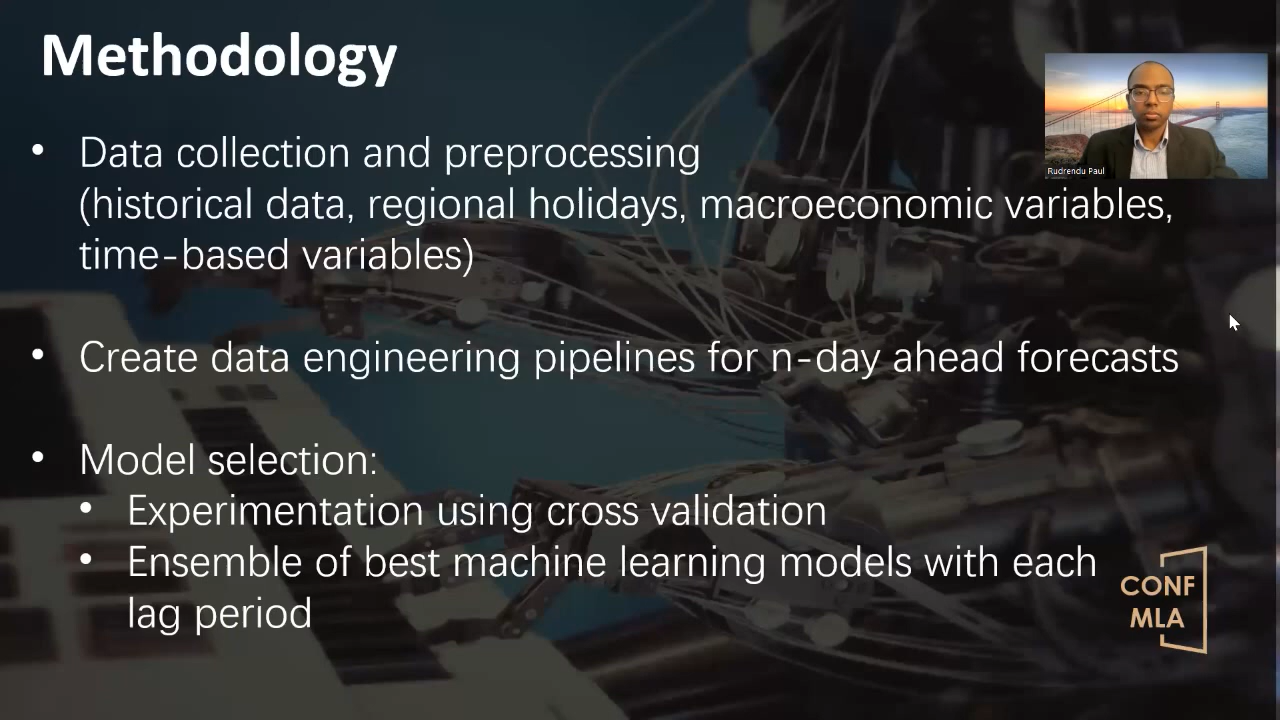 Methodology
Rudrendu Paul
• Data collection and preprocessing
(historical data, regional holidays, macroeconomic variables,
time-based variables)
• Create data engineering pipelines for n-day ahead forecasts
• Model selection:
• Experimentation using cross validation
• Ensemble of best machine learning models with each
lag period
CONF
MLA